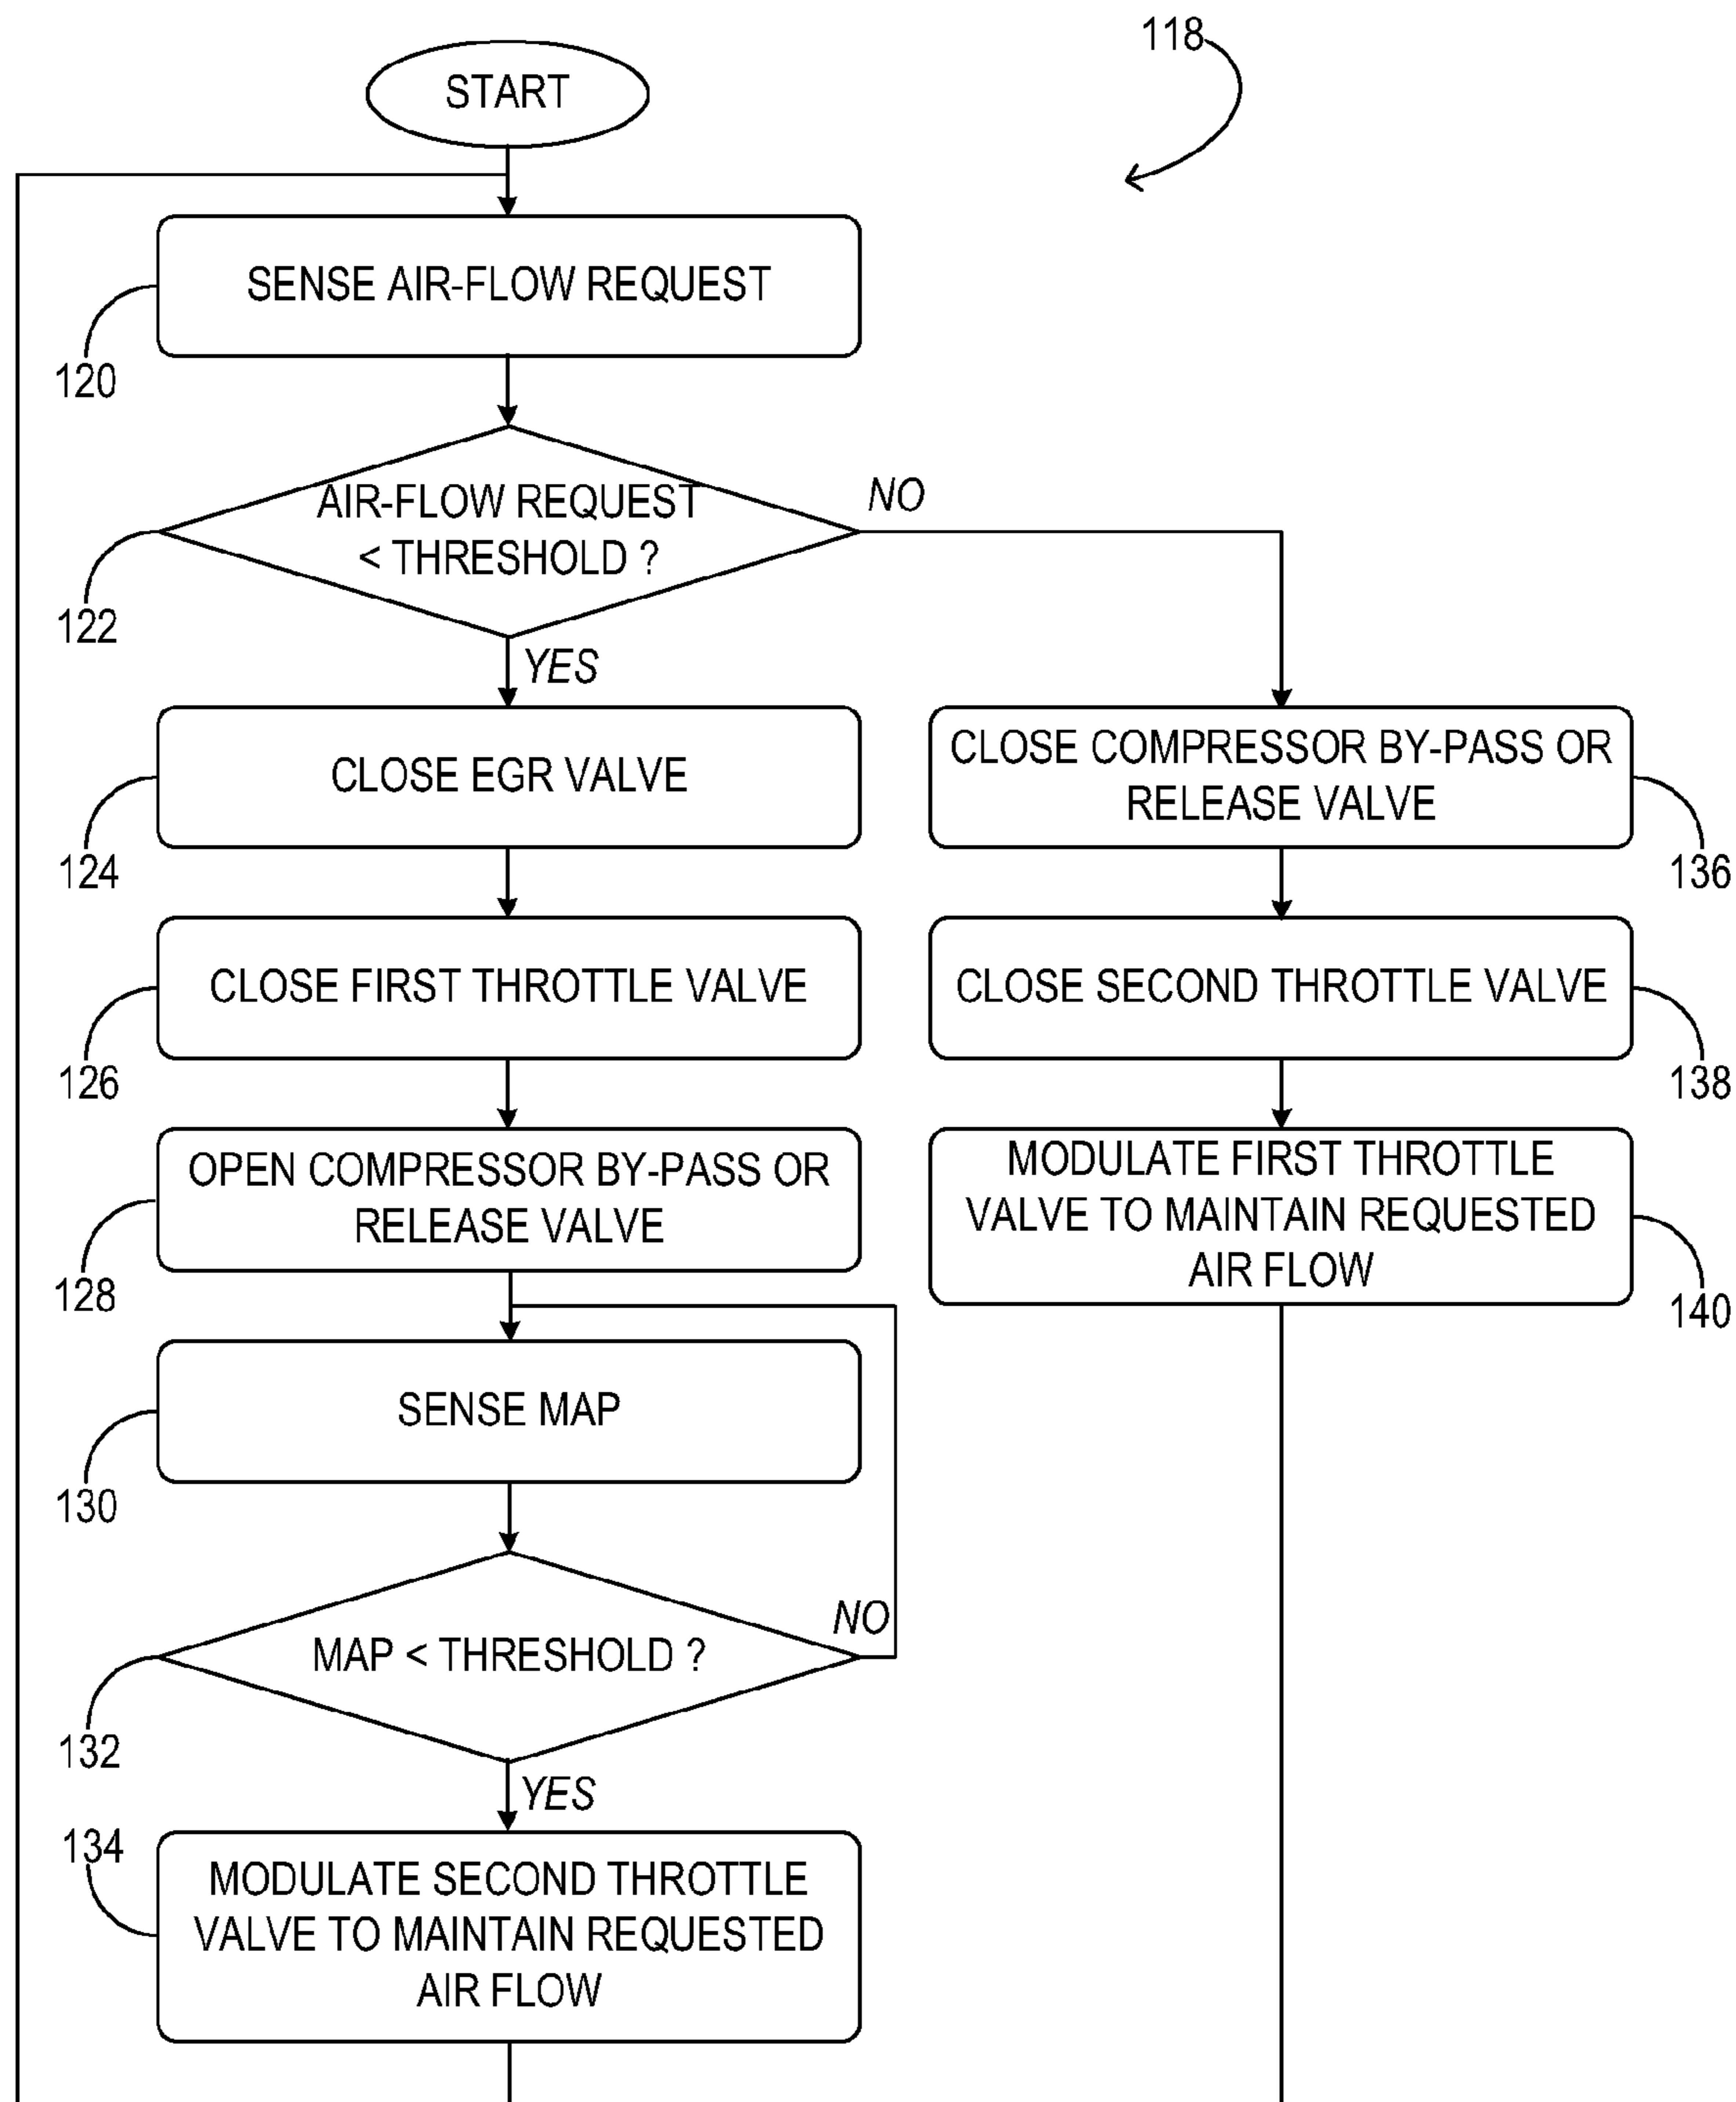 118
START
SENSE AIR-FLOW REQUEST
120
AIR-FLOW REQUEST
< THRESHOLD ?
NO
122
YES
CLOSE EGR VALVE
124
CLOSE COMPRESSOR BY-PASS OR
RELEASE VALVE
136
CLOSE FIRST THROTTLE VALVE
126
CLOSE SECOND THROTTLE VALVE
138
OPEN COMPRESSOR BY-PASS OR
RELEASE VALVE
128
MODULATE FIRST THROTTLE
VALVE TO MAINTAIN REQUESTED
AIR FLOW
140
SENSE MAP
130
MAP < THRESHOLD ?
NO
132
YES
134
MODULATE SECOND THROTTLE
VALVE TO MAINTAIN REQUESTED
AIR FLOW